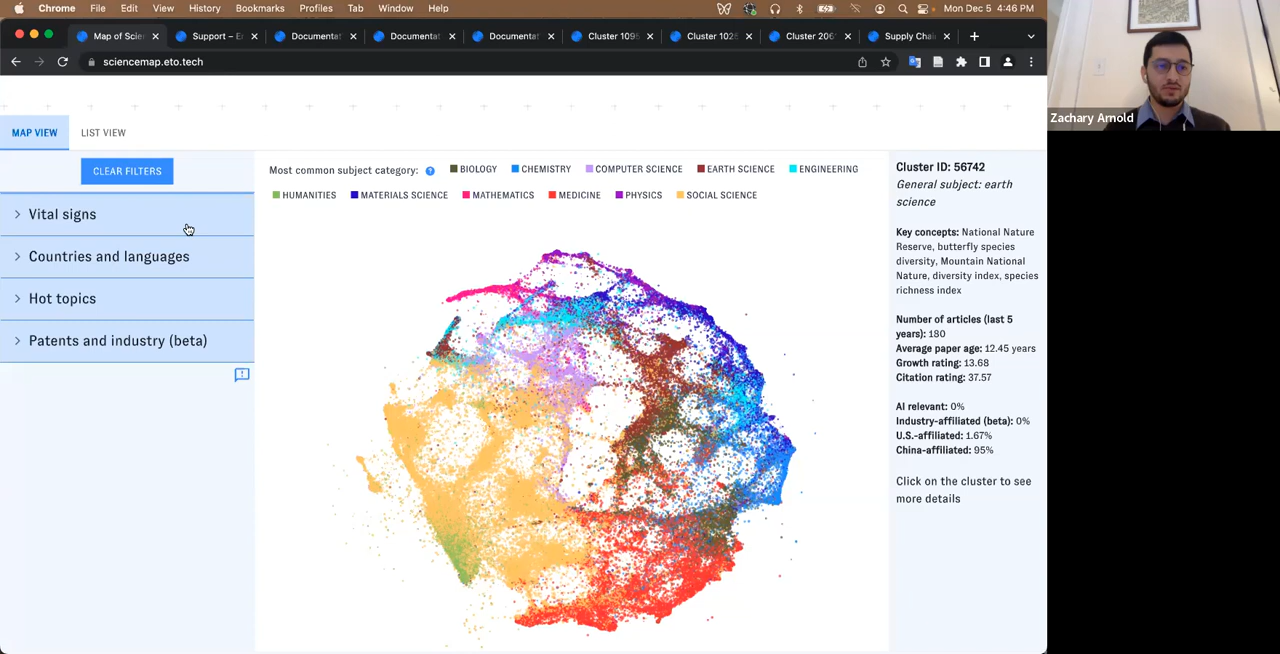 Chrome File Edit View History Bookmarks Profiles Tab Window Help Mon Dec 5 4:46 PM
Map of Scien Support – E Documentat Documentat Documentat Cluster 1095 Cluster 102 Cluster 206 Supply Chai
sciencemap.eto.tech
Zachary Arnold
MAP VIEW LIST VIEW
CLEAR FILTERS
Vital signs
Countries and languages
Hot topics
Patents and industry (beta)
Most common subject category: ? BIOLOGY CHEMISTRY COMPUTER SCIENCE EARTH SCIENCE ENGINEERING
HUMANITIES MATERIALS SCIENCE MATHEMATICS MEDICINE PHYSICS SOCIAL SCIENCE
Cluster ID: 56742
General subject: earth
science
Key concepts: National Nature
Reserve, butterfly species
diversity, Mountain National
Nature, diversity index, species
richness index
Number of articles (last 5
years): 180
Average paper age: 12.45 years
Growth rating: 13.68
Citation rating: 37.57
AI relevant: 0%
Industry-affiliated (beta): 0%
U.S.-affiliated: 1.67%
China-affiliated: 95%
Click on the cluster to see
more details